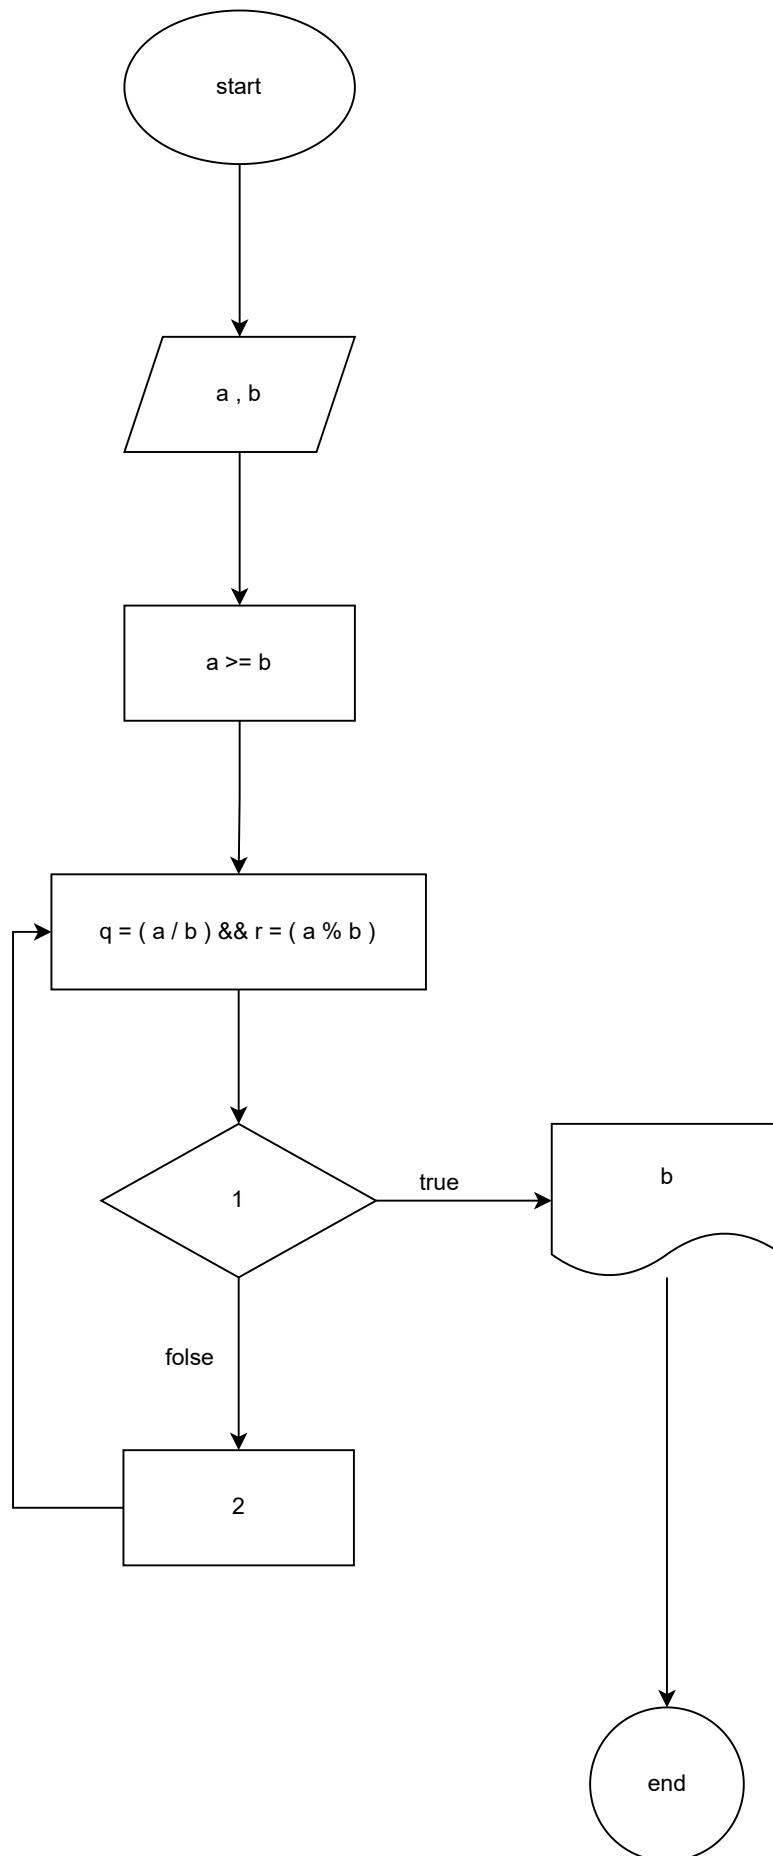 start
a , b
a >= b
q = ( a / b ) && r = ( a % b )
1
true
b
folse
2
end